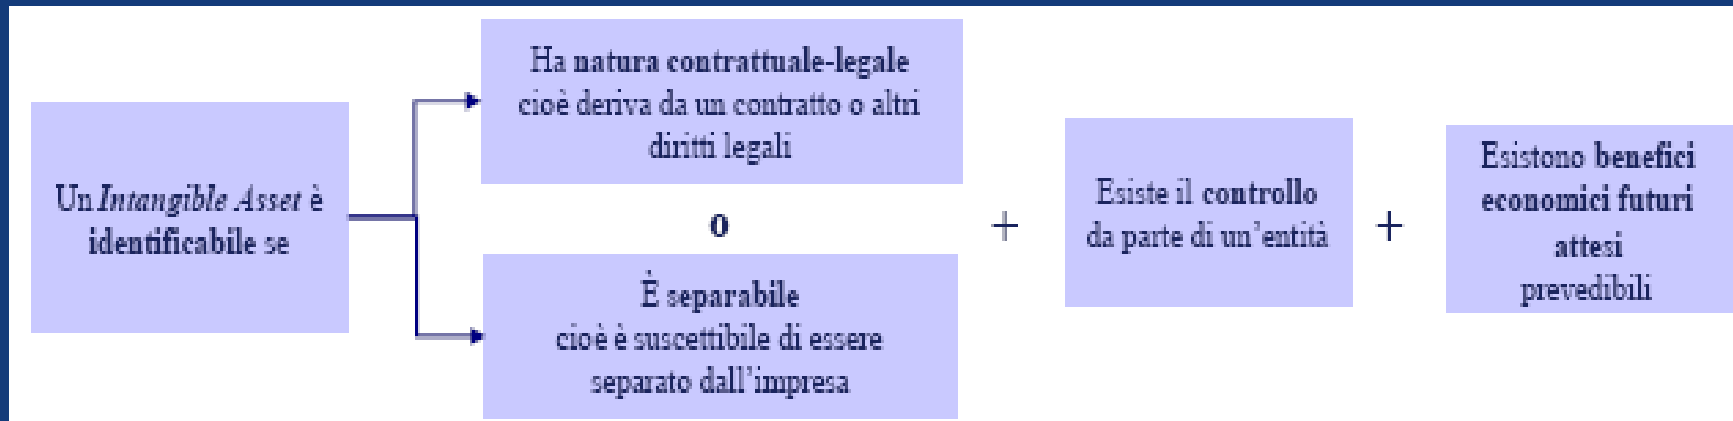 Un Intangible Asset è
identificabile se
Ha natura contrattuale-legale
cioè deriva da un contratto o altri
diritti legali
o
È separabile
cioè è suscettibile di essere
separato dall'impresa
+
Esiste il controllo
da parte di un'entità
+
Esistono benefici
economici futuri
attesi
prevedibili